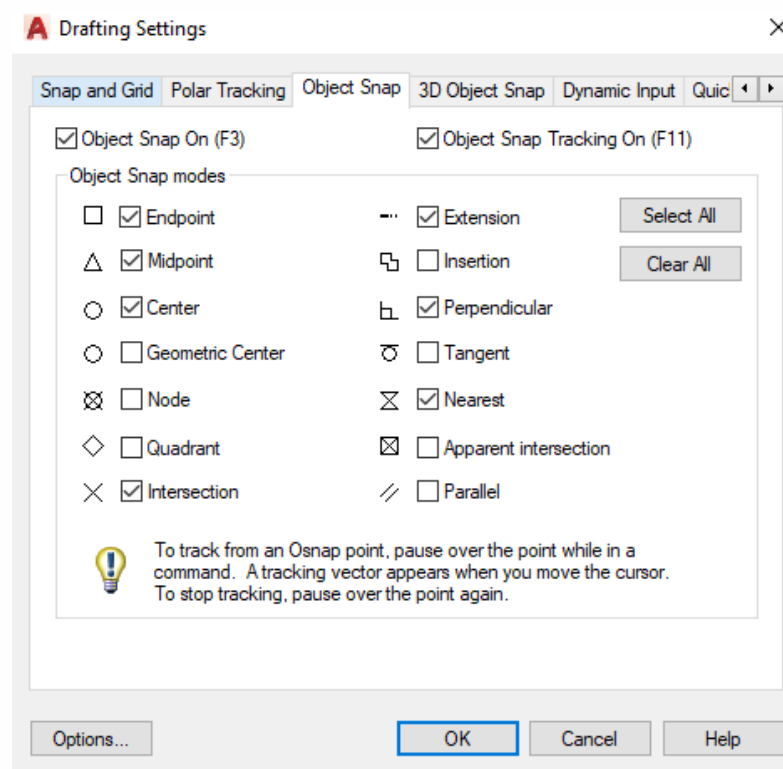 Drafting Settings
Snap and Grid Polar Tracking Object Snap 3D Object Snap Dynamic Input Quic
Object Snap On (F3) Object Snap Tracking On (F11)
Object Snap modes
Endpoint Extension Select All
Midpoint Insertion Clear All
Center Perpendicular
Geometric Center Tangent
Node Nearest
Quadrant Apparent intersection
Intersection Parallel
To track from an Osnap point, pause over the point while in a
command. A tracking vector appears when you move the cursor.
To stop tracking, pause over the point again.
Options... OK Cancel Help